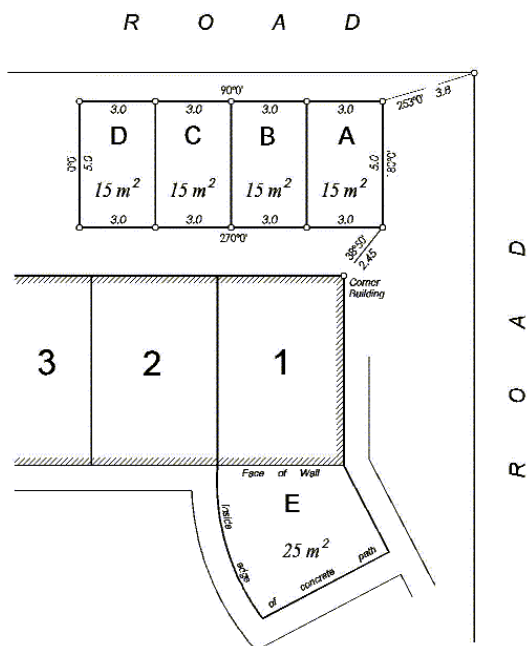 R O A D
90°0'
3.0 3.0 3.0 3.0
253°0' 3.8
D C B A
0°0' 5.0
5.0 180°0'
15 m² 15 m² 15 m² 15 m²
3.0 3.0 3.0 3.0
270°0'
38°50'
2.45
Corner
Building
3 2 1
R O A D
Face of Wall
E
25 m²
Inside edge of concrete path